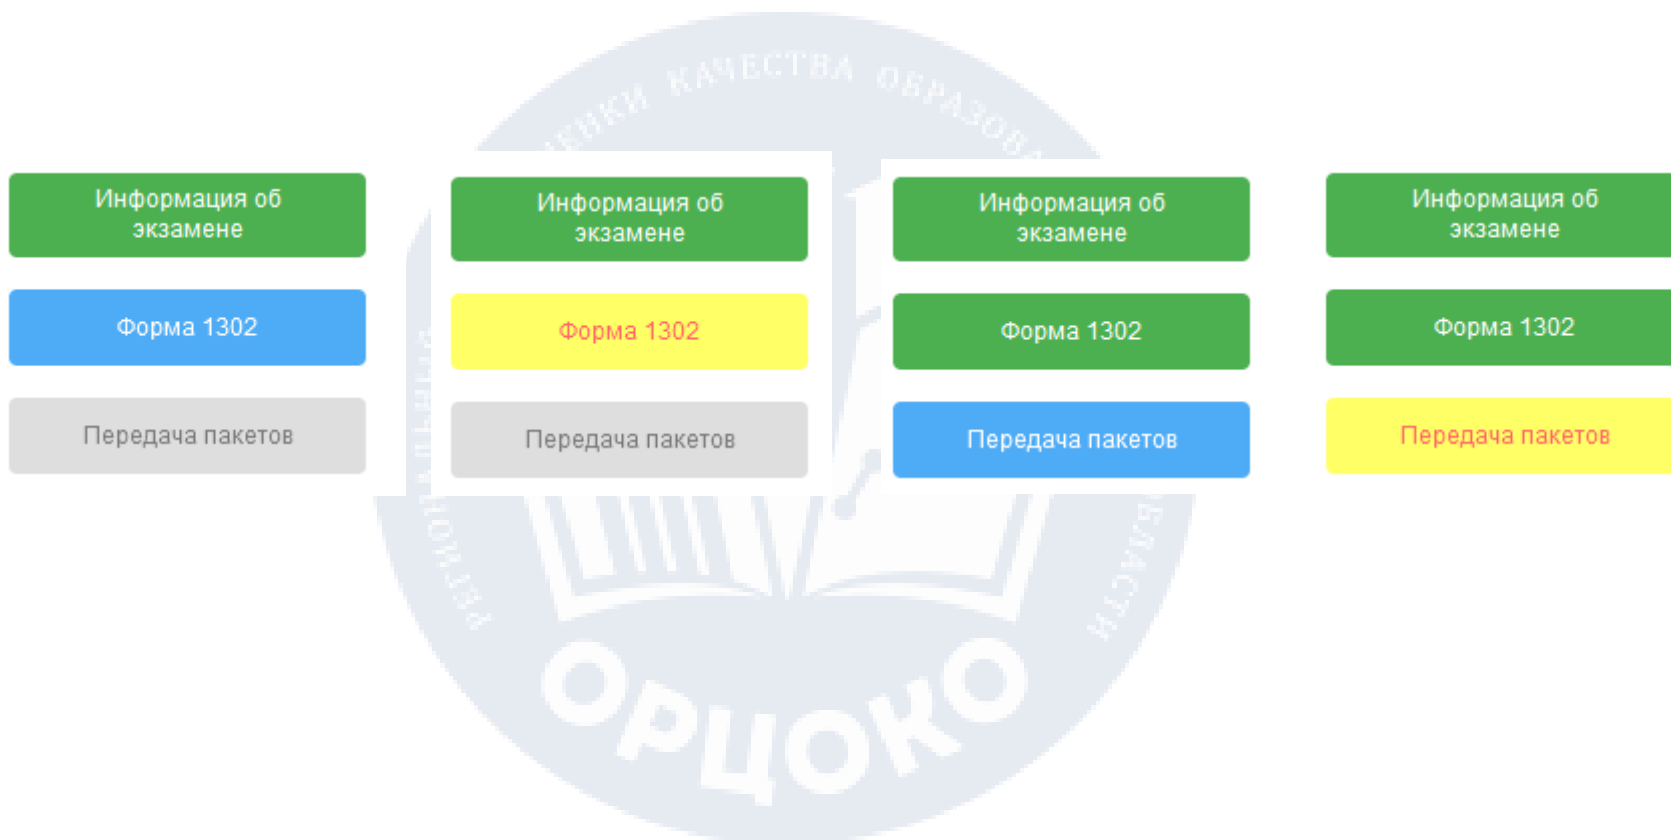 КАЧЕСТВА
Информация об
экзамене
Форма 1302
Передача пакетов
Информация об
экзамене
Форма 1302
Передача пакетов
Информация об
экзамене
Форма 1302
Передача пакетов
Информация об
экзамене
Форма 1302
Передача пакетов
ОРЦОКО